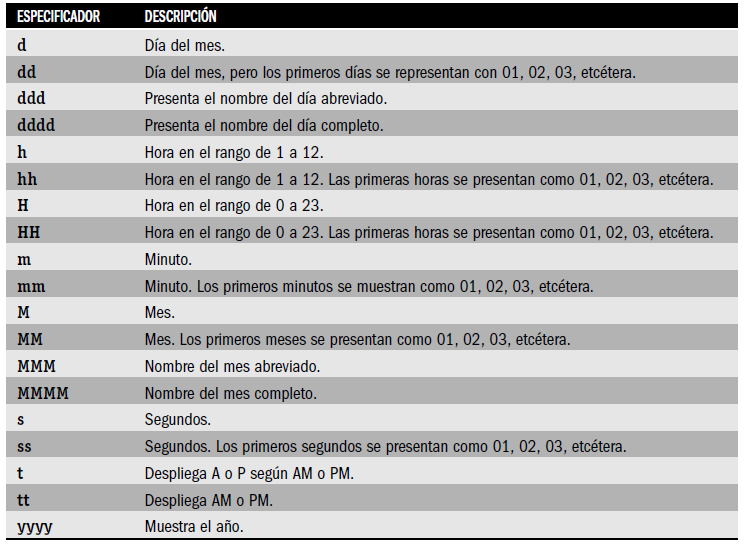 ESPECIFICADOR DESCRIPCIÓN
d Día del mes.
dd Día del mes, pero los primeros días se representan con 01, 02, 03, etcétera.
ddd Presenta el nombre del día abreviado.
dddd Presenta el nombre del día completo.
h Hora en el rango de 1 a 12.
hh Hora en el rango de 1 a 12. Las primeras horas se presentan como 01, 02, 03, etcétera.
H Hora en el rango de 0 a 23.
HH Hora en el rango de 0 a 23. Las primeras horas se presentan como 01, 02, 03, etcétera.
m Minuto.
mm Minuto. Los primeros minutos se muestran como 01, 02, 03, etcétera.
M Mes.
MM Mes. Los primeros meses se presentan como 01, 02, 03, etcétera.
MMM Nombre del mes abreviado.
MMMM Nombre del mes completo.
s Segundos.
ss Segundos. Los primeros segundos se presentan como 01, 02, 03, etcétera.
t Despliega A o P según AM o PM.
tt Despliega AM o PM.
yyyy Muestra el año.